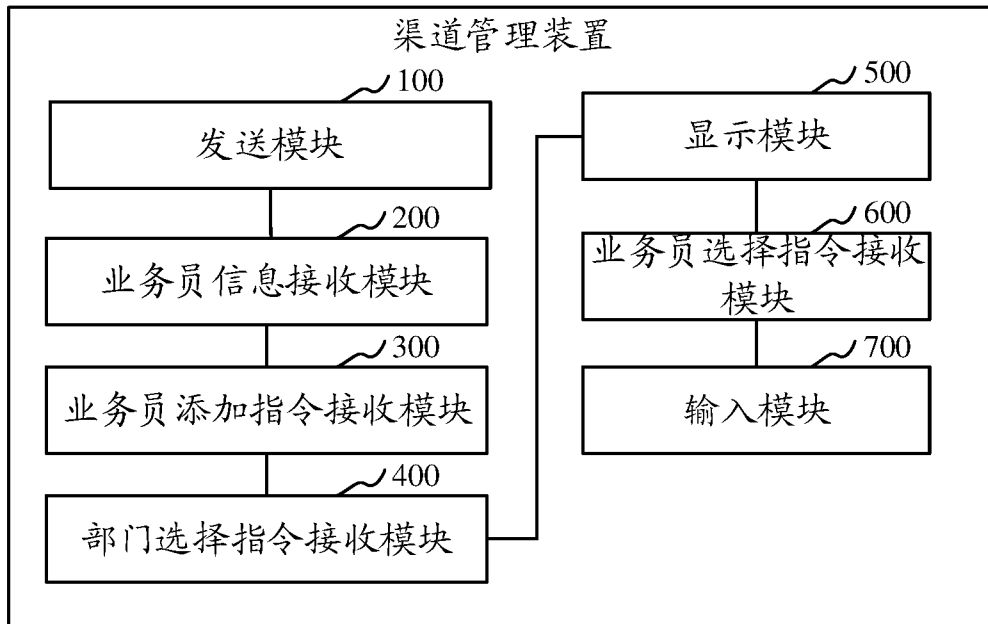 渠道管理装置
100
发送模块
200
业务员信息接收模块
300
业务员添加指令接收模块
400
部门选择指令接收模块
500
显示模块
600
业务员选择指令接收
模块
700
输入模块